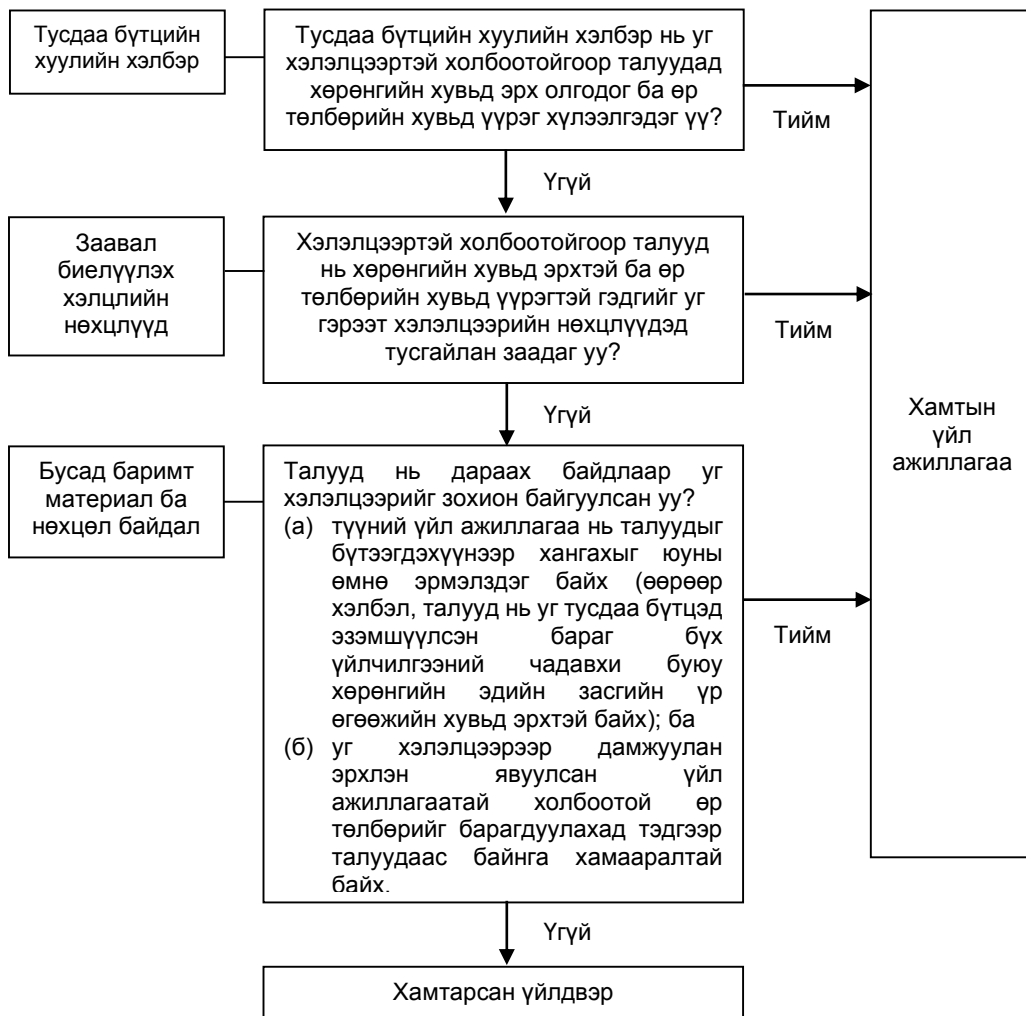 Тусдаа бүтцийн
хуулийн хэлбэр
Тусдаа бүтцийн хуулийн хэлбэр нь уг
хэлэлцээртэй холбоотойгоор талуудад
хөрөнгийн хувьд эрх олгодог ба өр
төлбөрийн хувьд үүрэг хүлээлгэдэг үү?
Тийм
Үгүй
Заавал
биелүүлэх
хэлцлийн
нөхцлүүд
Хэлэлцээртэй холбоотойгоор талууд
нь хөрөнгийн хувьд эрхтэй ба өр
төлбөрийн хувьд үүрэгтэй гэдгийг уг
гэрээт хэлэлцээрийн нөхцлүүдэд
тусгайлан заадаг уу?
Тийм
Үгүй
Хамтын
үйл
ажиллагаа
Бусад баримт
материал ба
нөхцөл байдал
Талууд нь дараах байдлаар уг
хэлэлцээрийг зохион байгуулсан уу?
(а) түүний үйл ажиллагаа нь талуудыг
бүтээгдэхүүнээр хангахыг юуны
өмнө эрмэлздэг байх (өөрөөр
хэлбэл, талууд нь уг тусдаа бүтцэд
эзэмшүүлсэн бараг бүх
үйлчилгээний чадавхи буюу
хөрөнгийн эдийн засгийн үр
өгөөжийн хувьд эрхтэй байх); ба
(б) уг хэлэлцээрээр дамжуулан
эрхлэн явуулсан үйл
ажиллагаатай холбоотой өр
төлбөрийг барагдуулахад тэдгээр
талуудаас байнга хамааралтай
байх.
Тийм
Үгүй
Хамтарсан үйлдвэр